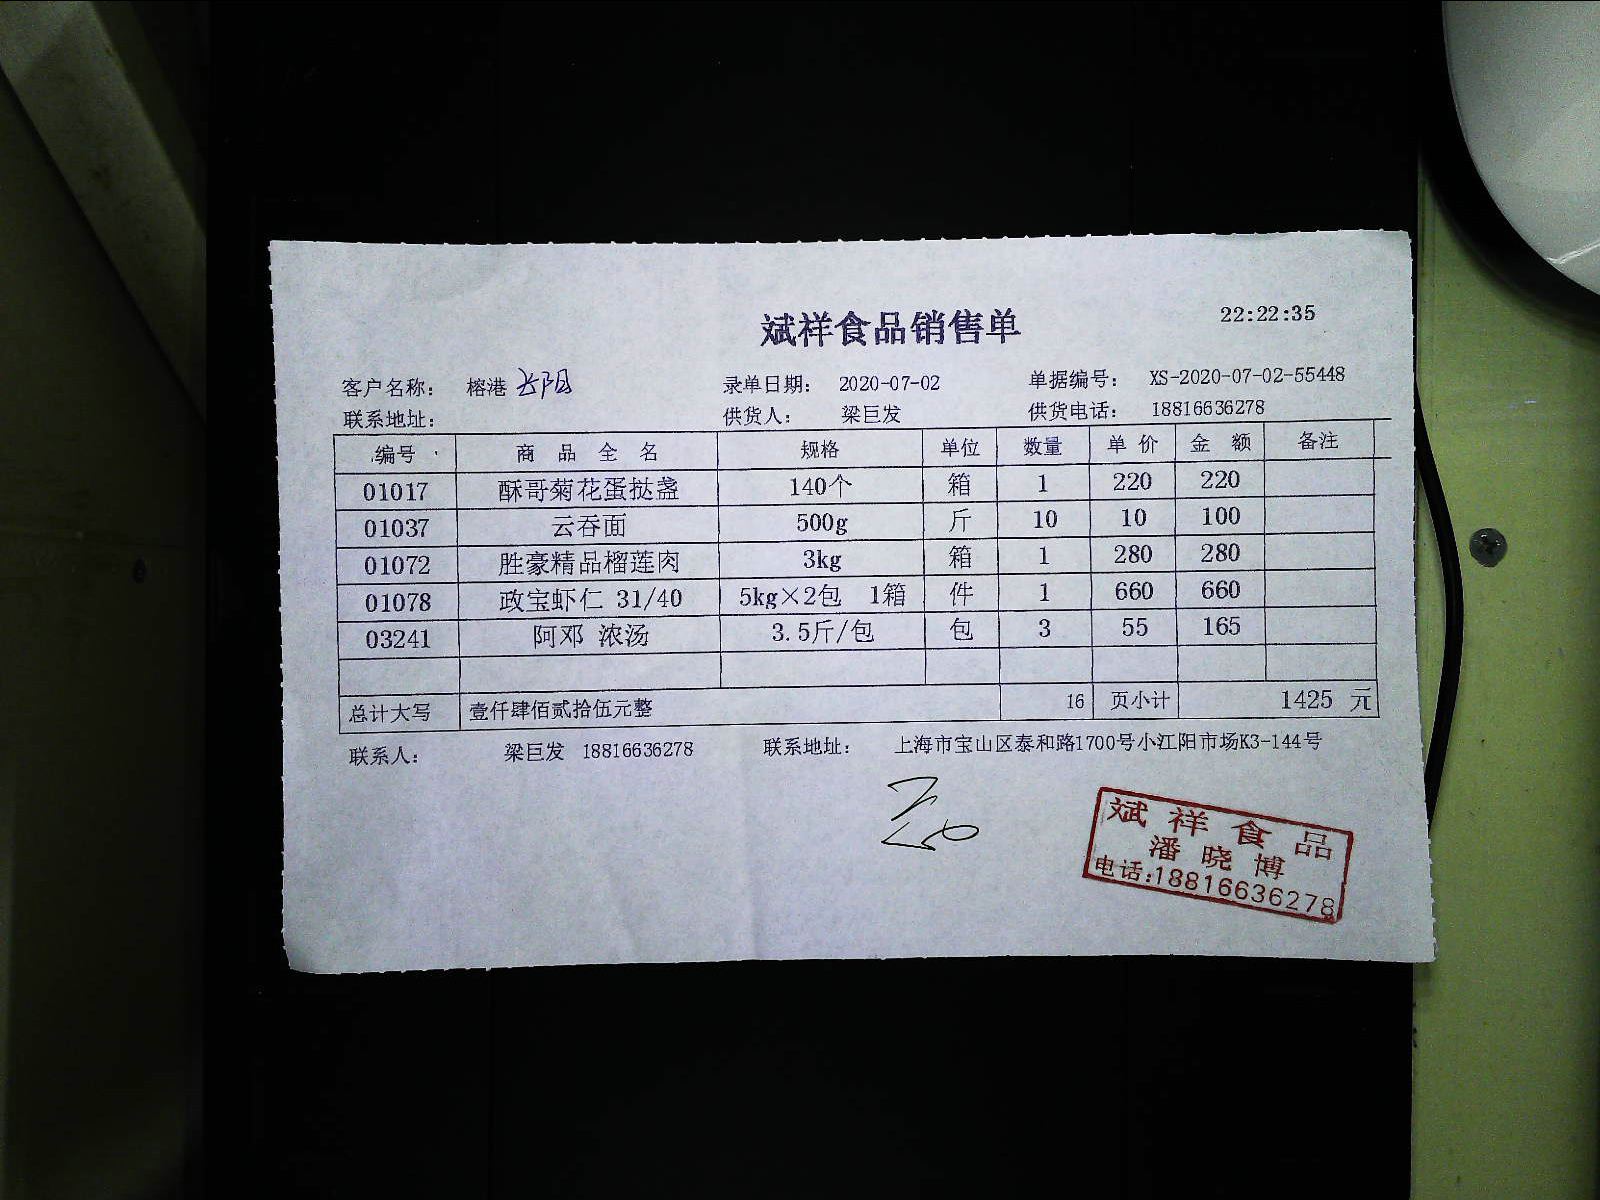 斌祥食品销售单 22:22:35
客户名称： 榕港 长阳 录单日期： 2020-07-02 单据编号： XS-2020-07-02-55448
联系地址： 供货人： 梁巨发 供货电话： 18816636278
编号 商品全名 规格 单位 数量 单价 金额 备注
01017 酥哥菊花蛋挞盏 140个 箱 1 220 220
01037 云吞面 500g 斤 10 10 100
01072 胜豪精品榴莲肉 3kg 箱 1 280 280
01078 政宝虾仁 31/40 5kg×2包 1箱 件 1 660 660
03241 阿邓 浓汤 3.5斤/包 包 3 55 165
总计大写 壹仟肆佰贰拾伍元整 16 页小计 1425 元
联系人： 梁巨发 18816636278 联系地址： 上海市宝山区泰和路1700号小江阳市场K3-144号
斌祥食品
潘晓博
电话:18816636278